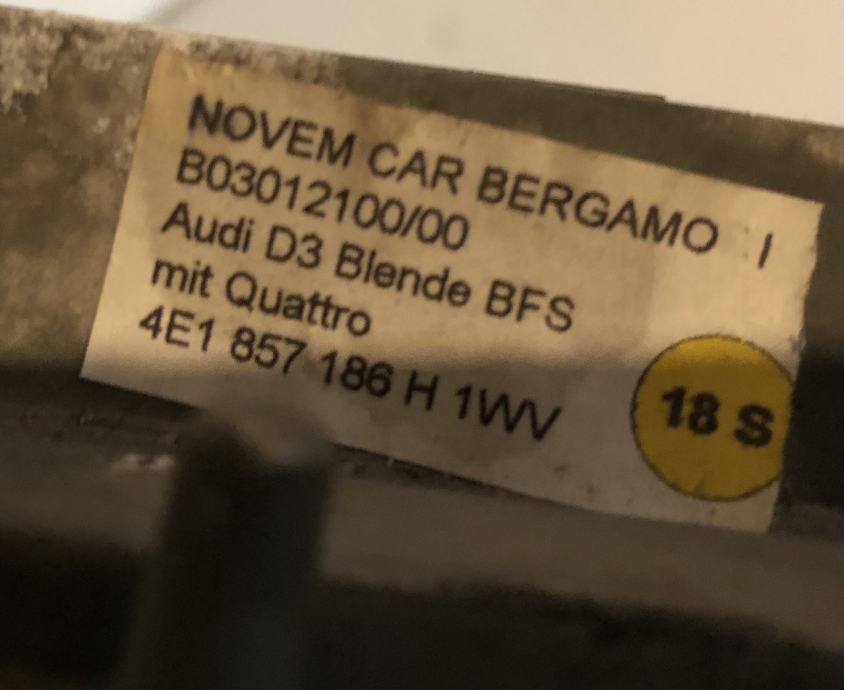 NOVEM CAR BERGAMO I
B03012100/00
Audi D3 Blende BFS
mit Quattro
4E1 857 186 H 1WV
18 S